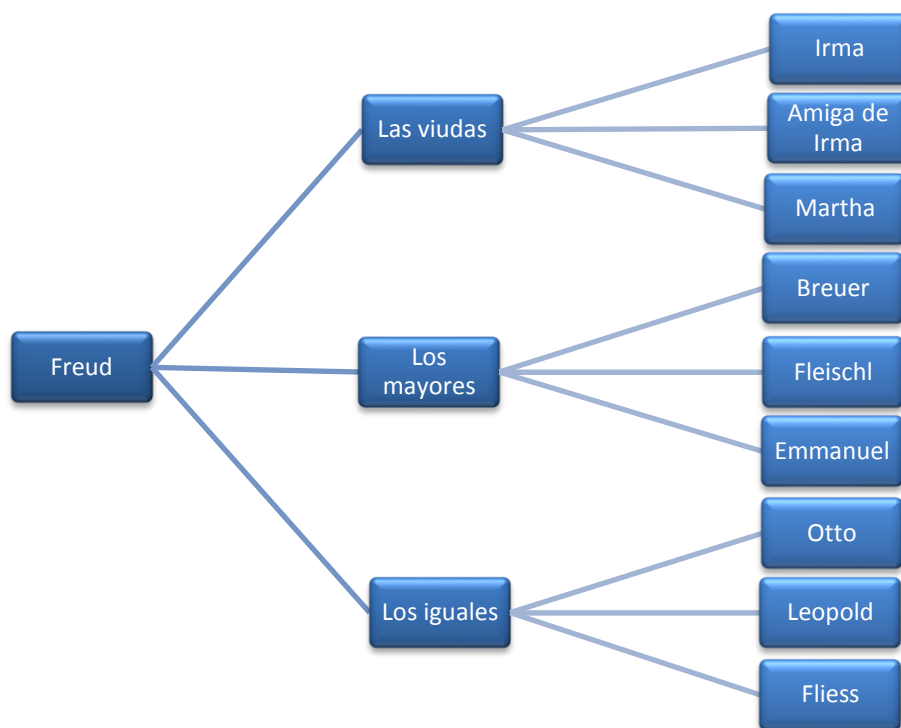 Freud
Las viudas
Irma
Amiga de
Irma
Martha
Los
mayores
Breuer
Fleischl
Emmanuel
Los iguales
Otto
Leopold
Fliess